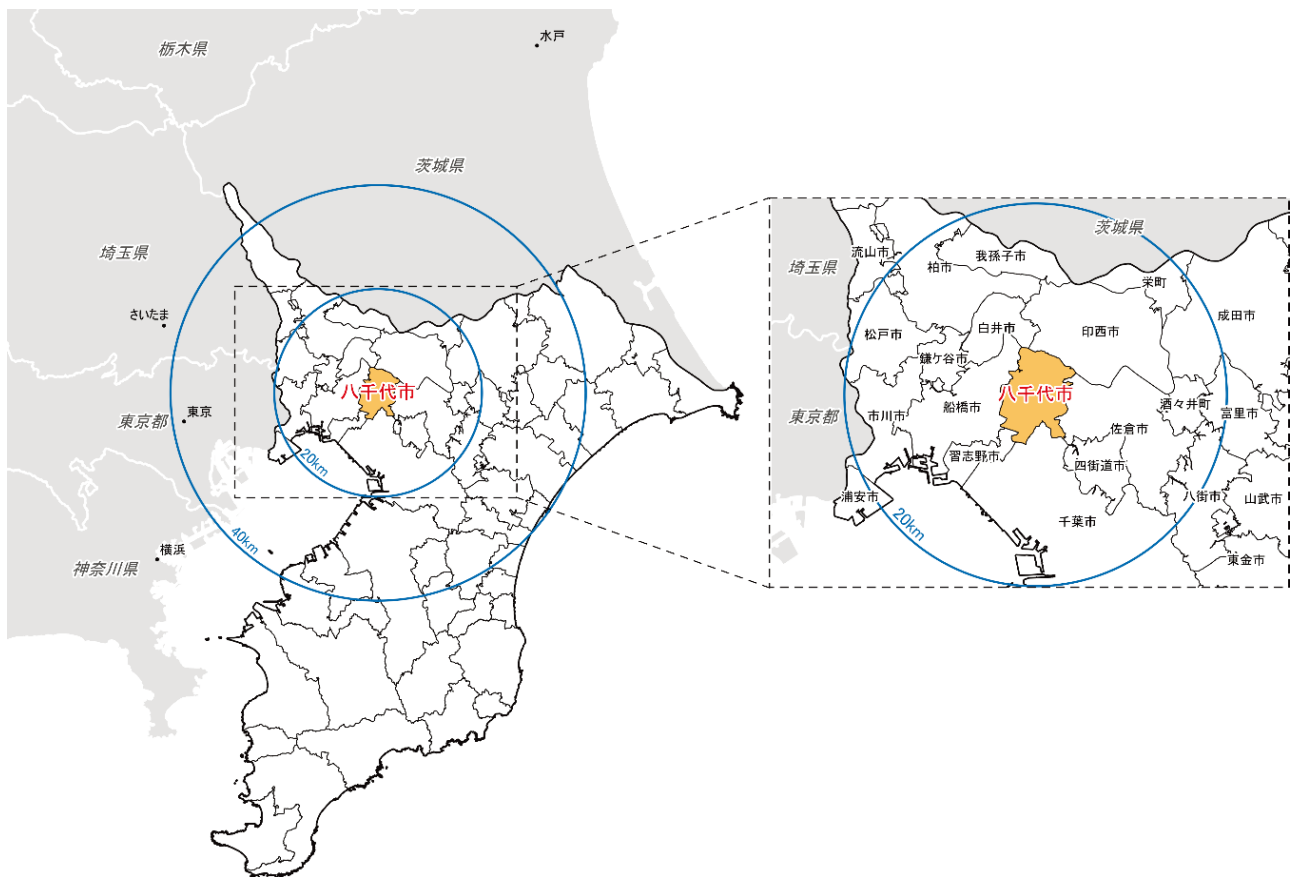 栃木県
水戸
茨城県
埼玉県
さいたま
八千代市
東京都
東京
20km
40km
横浜
神奈川県
茨城県
流山市
我孫子市
埼玉県
柏市
栄町
成田市
松戸市
白井市
印西市
鎌ケ谷市
八千代市
東京都
市川市
船橋市
酒々井町
富里市
佐倉市
習志野市
四街道市
浦安市
八街市
山武市
20km
千葉市
東金市